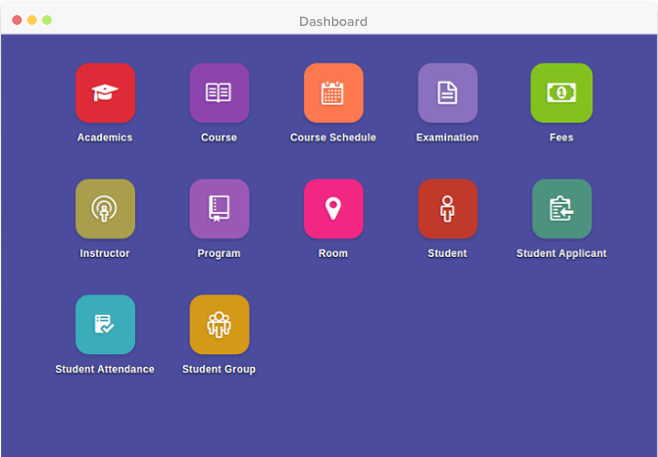 Dashboard
Academics
Course
Course Schedule
Examination
Fees
Instructor
Program
Room
Student
Student Applicant
Student Attendance
Student Group